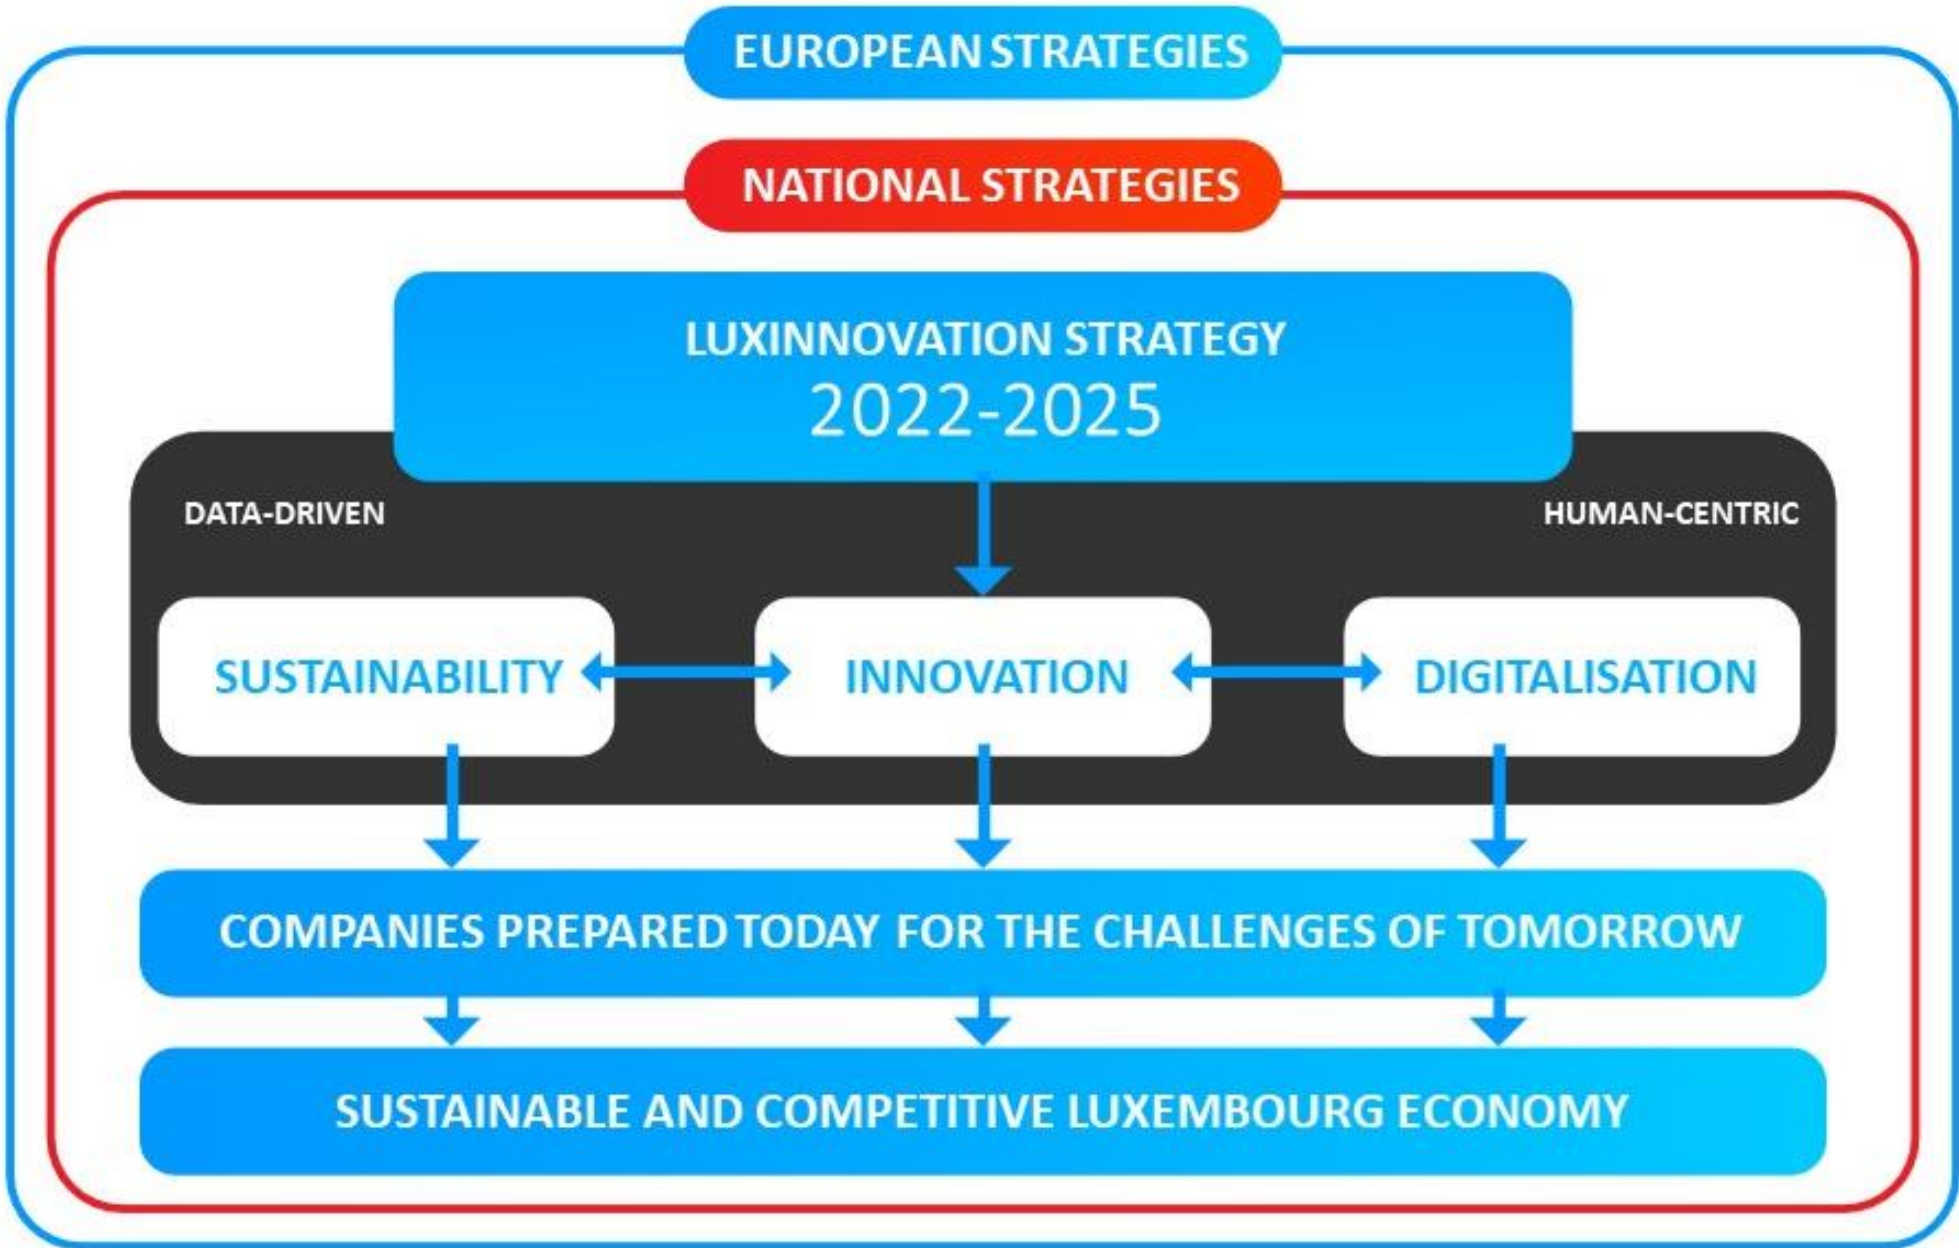 EUROPEAN STRATEGIES
NATIONAL STRATEGIES
LUXINNOVATION STRATEGY
2022-2025
DATA-DRIVEN
HUMAN-CENTRIC
SUSTAINABILITY
INNOVATION
DIGITALISATION
COMPANIES PREPARED TODAY FOR THE CHALLENGES OF TOMORROW
SUSTAINABLE AND COMPETITIVE LUXEMBOURG ECONOMY